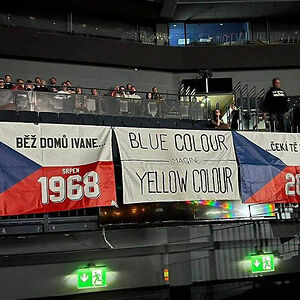 BĚŽ DOMŮ IVANE...
SRPEN
1968
BLUE COLOUR
IMAGINE
YELLOW COLOUR
...ČEKÁ TĚ